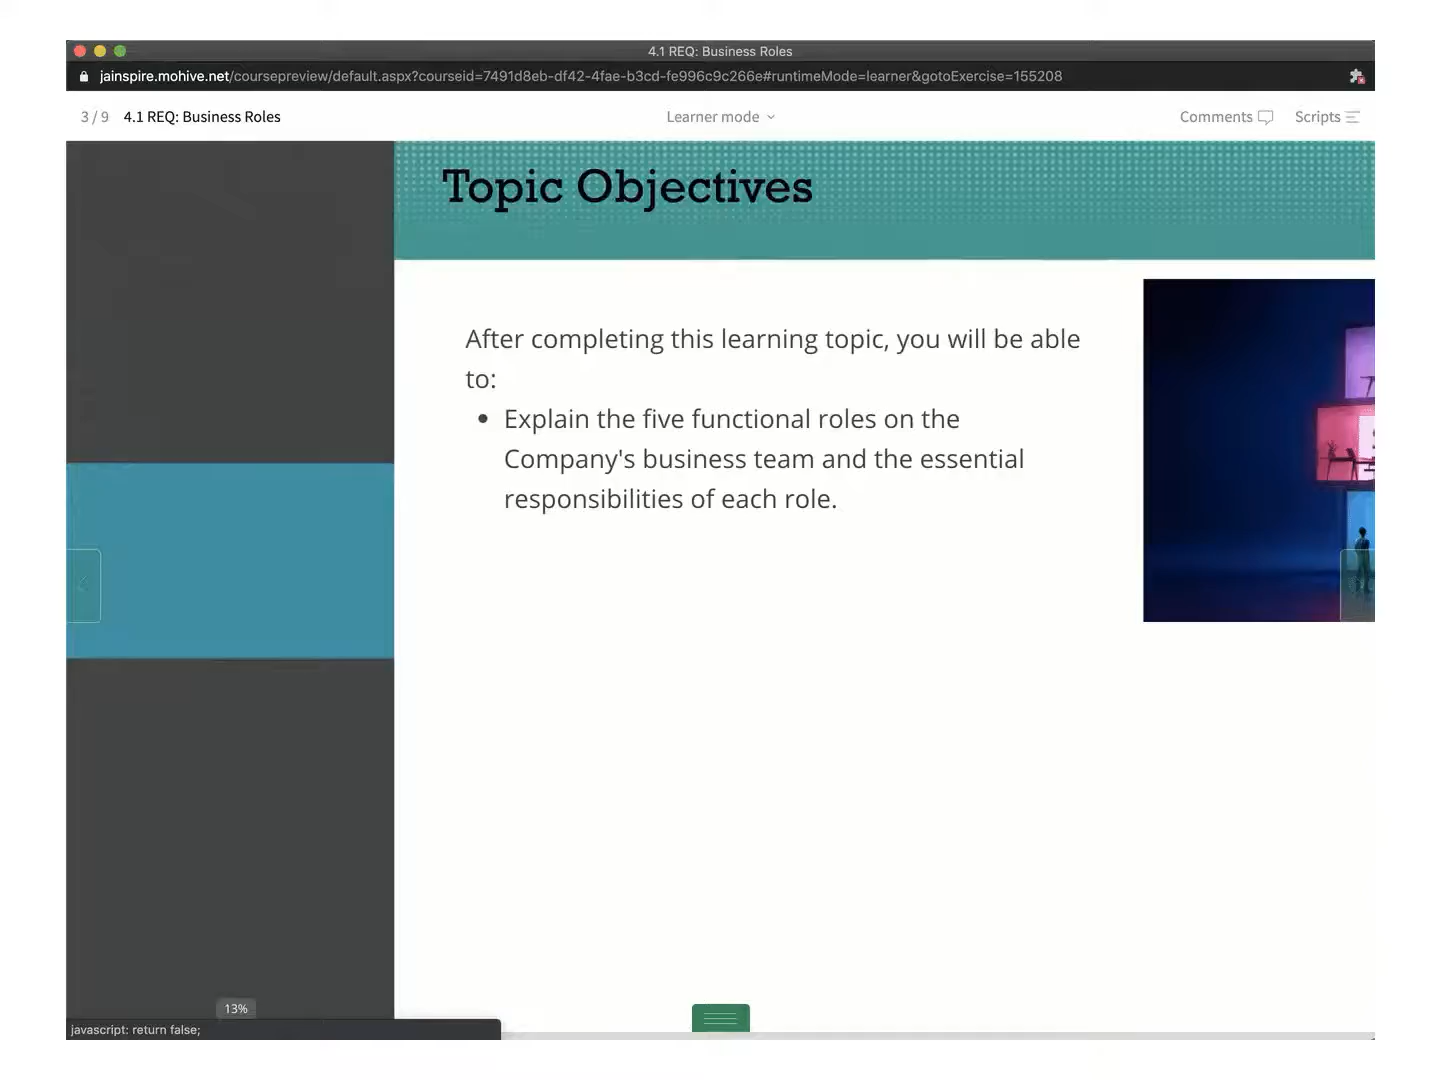 4.1 REQ: Business Roles
jainspire.mohive.net/coursepreview/default.aspx?courseid=7491d8eb-df42-4fae-b3cd-fe996c9c266e#runtimeMode=learner&gotoExercise=155208
3 / 9 4.1 REQ: Business Roles Learner mode Comments Scripts
Topic Objectives
After completing this learning topic, you will be able
to:
• Explain the five functional roles on the
Company's business team and the essential
responsibilities of each role.
13%
javascript: return false;